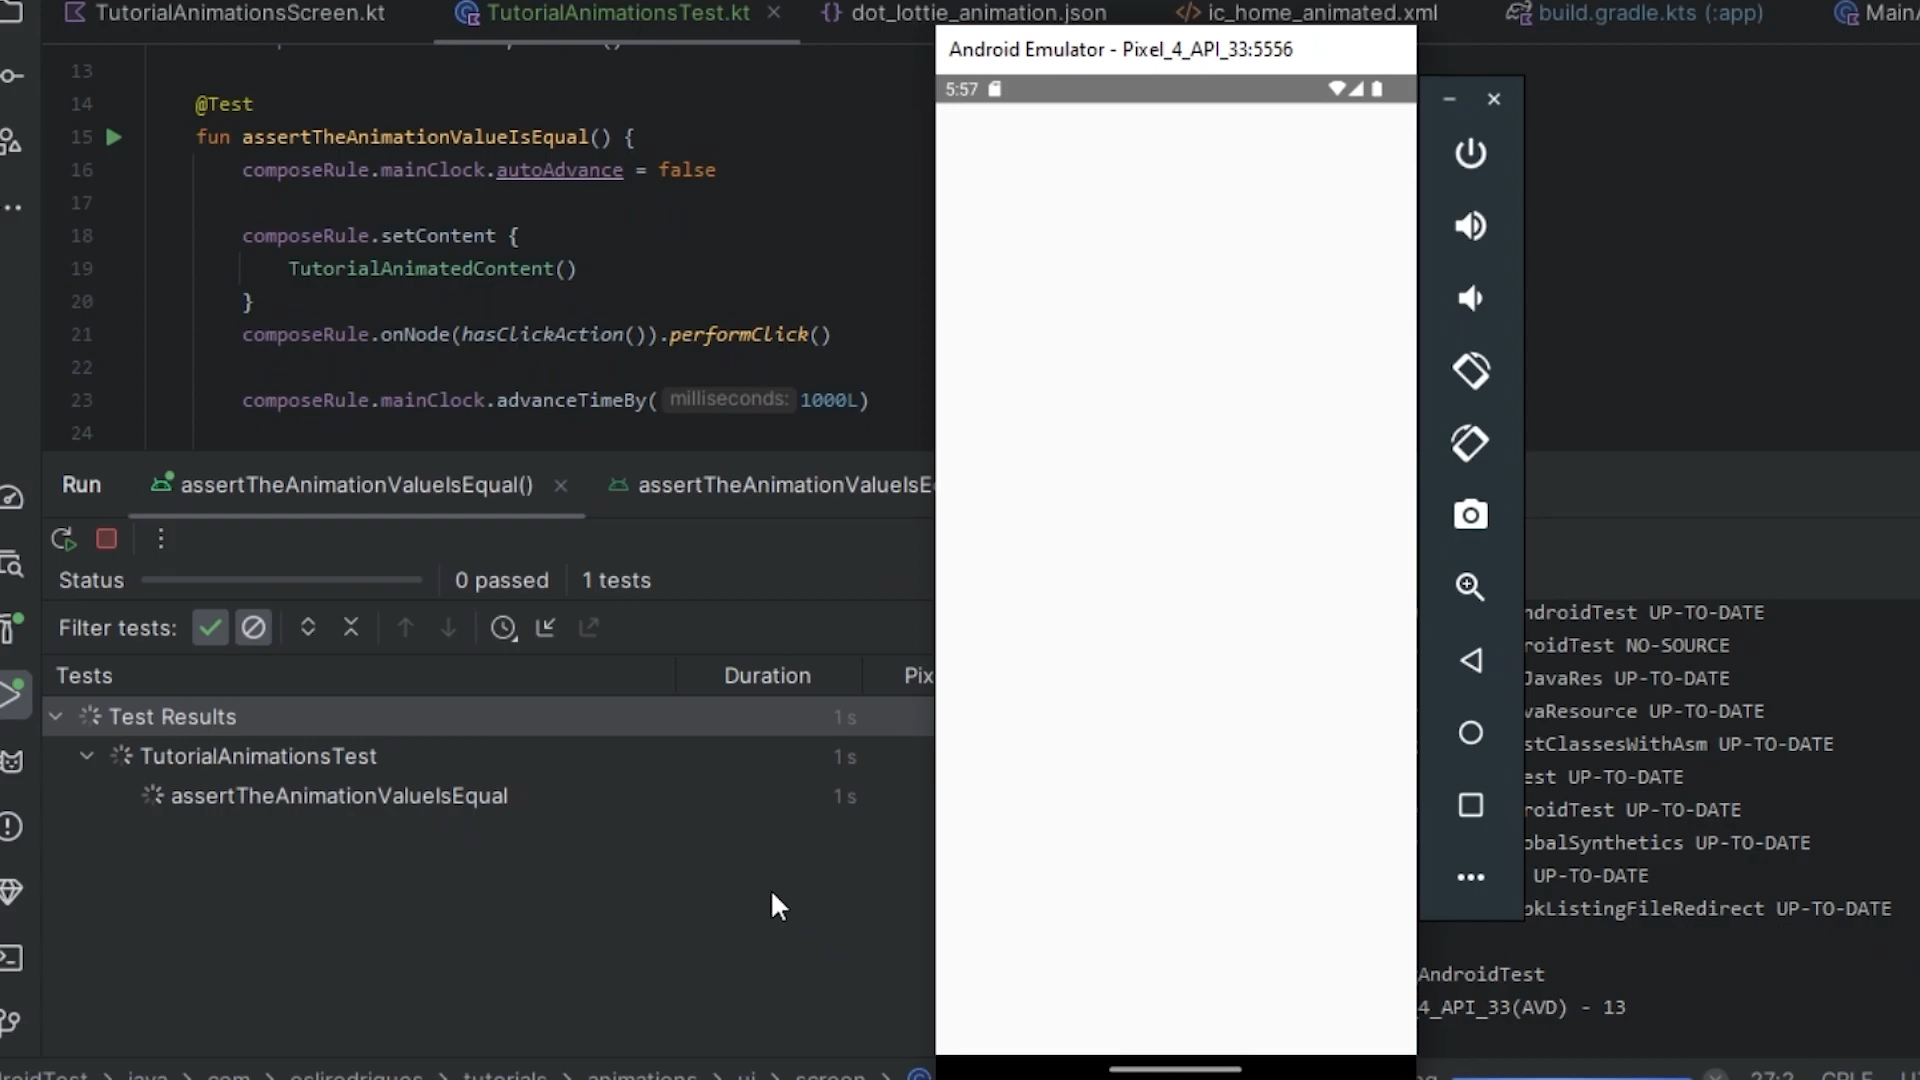 TutorialAnimationsScreen.kt
TutorialAnimationsTest.kt
dot_lottie_animation.json
ic_home_animated.xml
build.gradle.kts (:app)
Android Emulator - Pixel_4_API_33:5556
5:57
13
14 @Test
15 fun assertTheAnimationValueIsEqual() {
16 composeRule.mainClock.autoAdvance = false
17
18 composeRule.setContent {
19 TutorialAnimatedContent()
20 }
21 composeRule.onNode(hasClickAction()).performClick()
22
23 composeRule.mainClock.advanceTimeBy( milliseconds: 1000L)
24
Run assertTheAnimationValueIsEqual() assertTheAnimationValueIsE
Status 0 passed 1 tests
Filter tests:
Tests Duration Pix
Test Results 1 s
TutorialAnimationsTest 1 s
assertTheAnimationValueIsEqual 1 s
ndroidTest UP-TO-DATE
roidTest NO-SOURCE
JavaRes UP-TO-DATE
vaResource UP-TO-DATE
stClassesWithAsm UP-TO-DATE
est UP-TO-DATE
roidTest UP-TO-DATE
obalSynthetics UP-TO-DATE
UP-TO-DATE
okListingFileRedirect UP-TO-DATE
AndroidTest
4_API_33(AVD) - 13